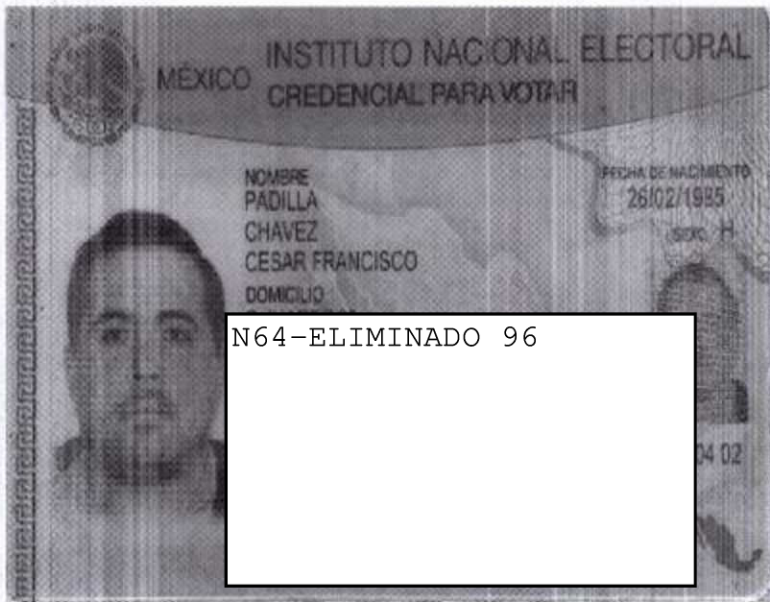 MÉXICO
INSTITUTO NACIONAL ELECTORAL
CREDENCIAL PARA VOTAR
NOMBRE
PADILLA
CHAVEZ
CESAR FRANCISCO
FECHA DE NACIMIENTO
26/02/1985
SEXO H
DOMICILIO
N64-ELIMINADO 96
04 02